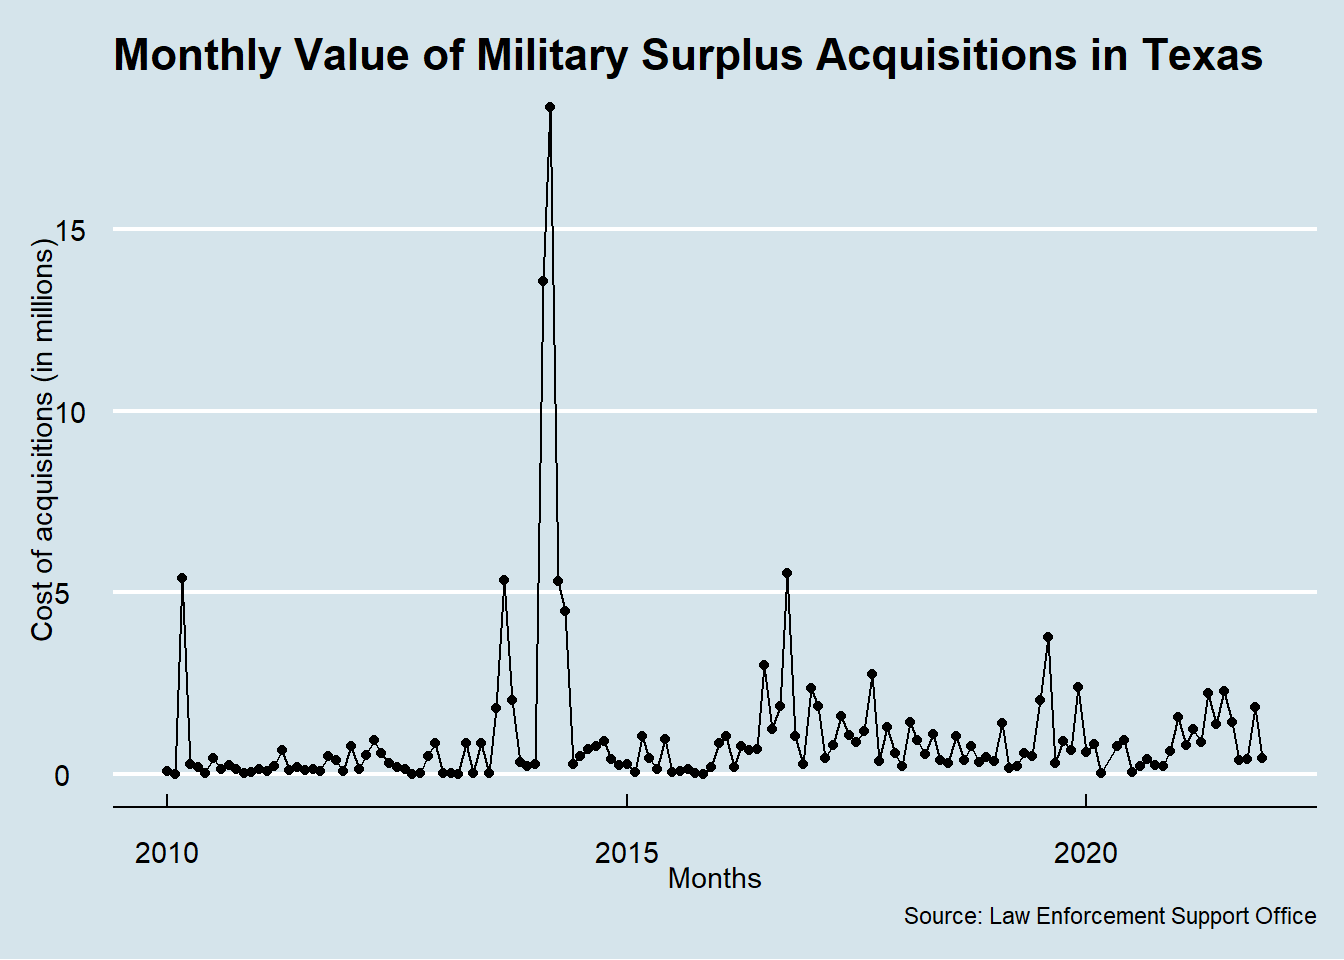 Monthly Value of Military Surplus Acquisitions in Texas
Cost of acquisitions (in millions)
15
10
5
0
2010 2015 2020
Months
Source: Law Enforcement Support Office